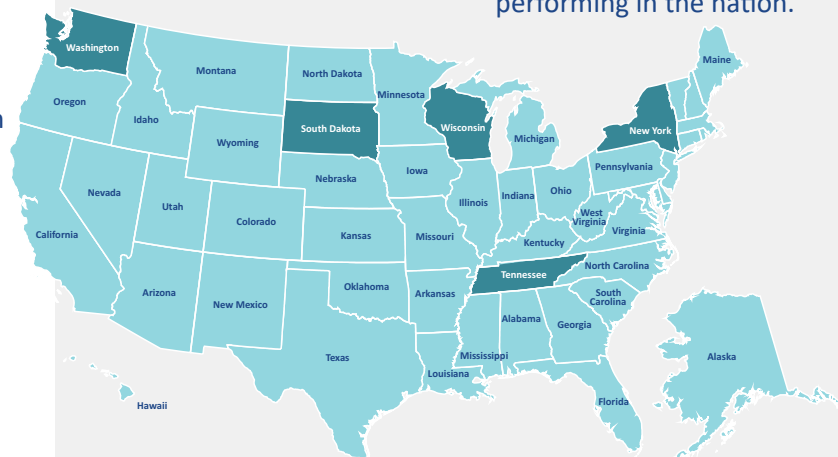 performing in the nation.
Washington
Montana
North Dakota
Minnesota
Maine
Oregon
Idaho
South Dakota
Wisconsin
New York
Michigan
Wyoming
Pennsylvania
Iowa
Nebraska
Nevada
Ohio
Indiana
Illinois
Utah
Colorado
West
Virginia
Virginia
California
Kansas
Missouri
Kentucky
North Carolina
Tennessee
Oklahoma
Arizona
Arkansas
South
Carolina
New Mexico
Alabama
Georgia
Mississippi
Texas
Alaska
Louisiana
Florida
Hawaii